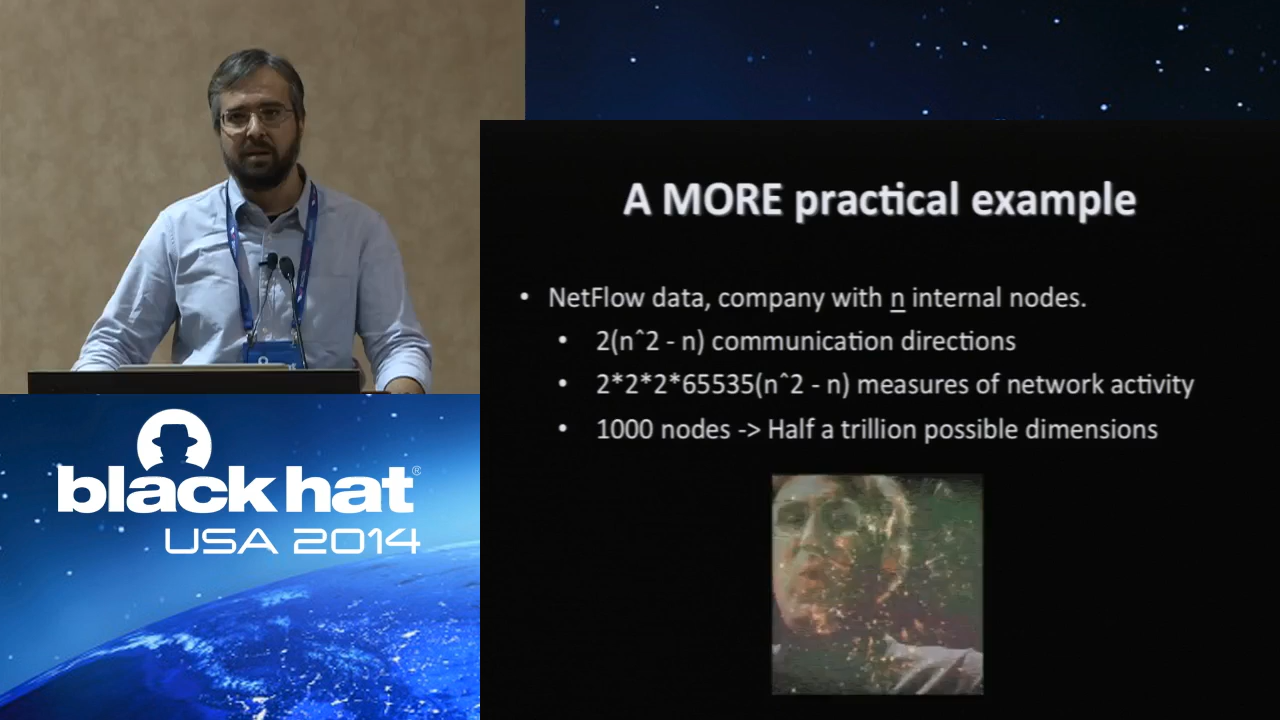 A MORE practical example
• NetFlow data, company with n internal nodes.
• 2(n^2 - n) communication directions
• 2*2*2*65535(n^2 - n) measures of network activity
• 1000 nodes -> Half a trillion possible dimensions
black hat®
USA 2014